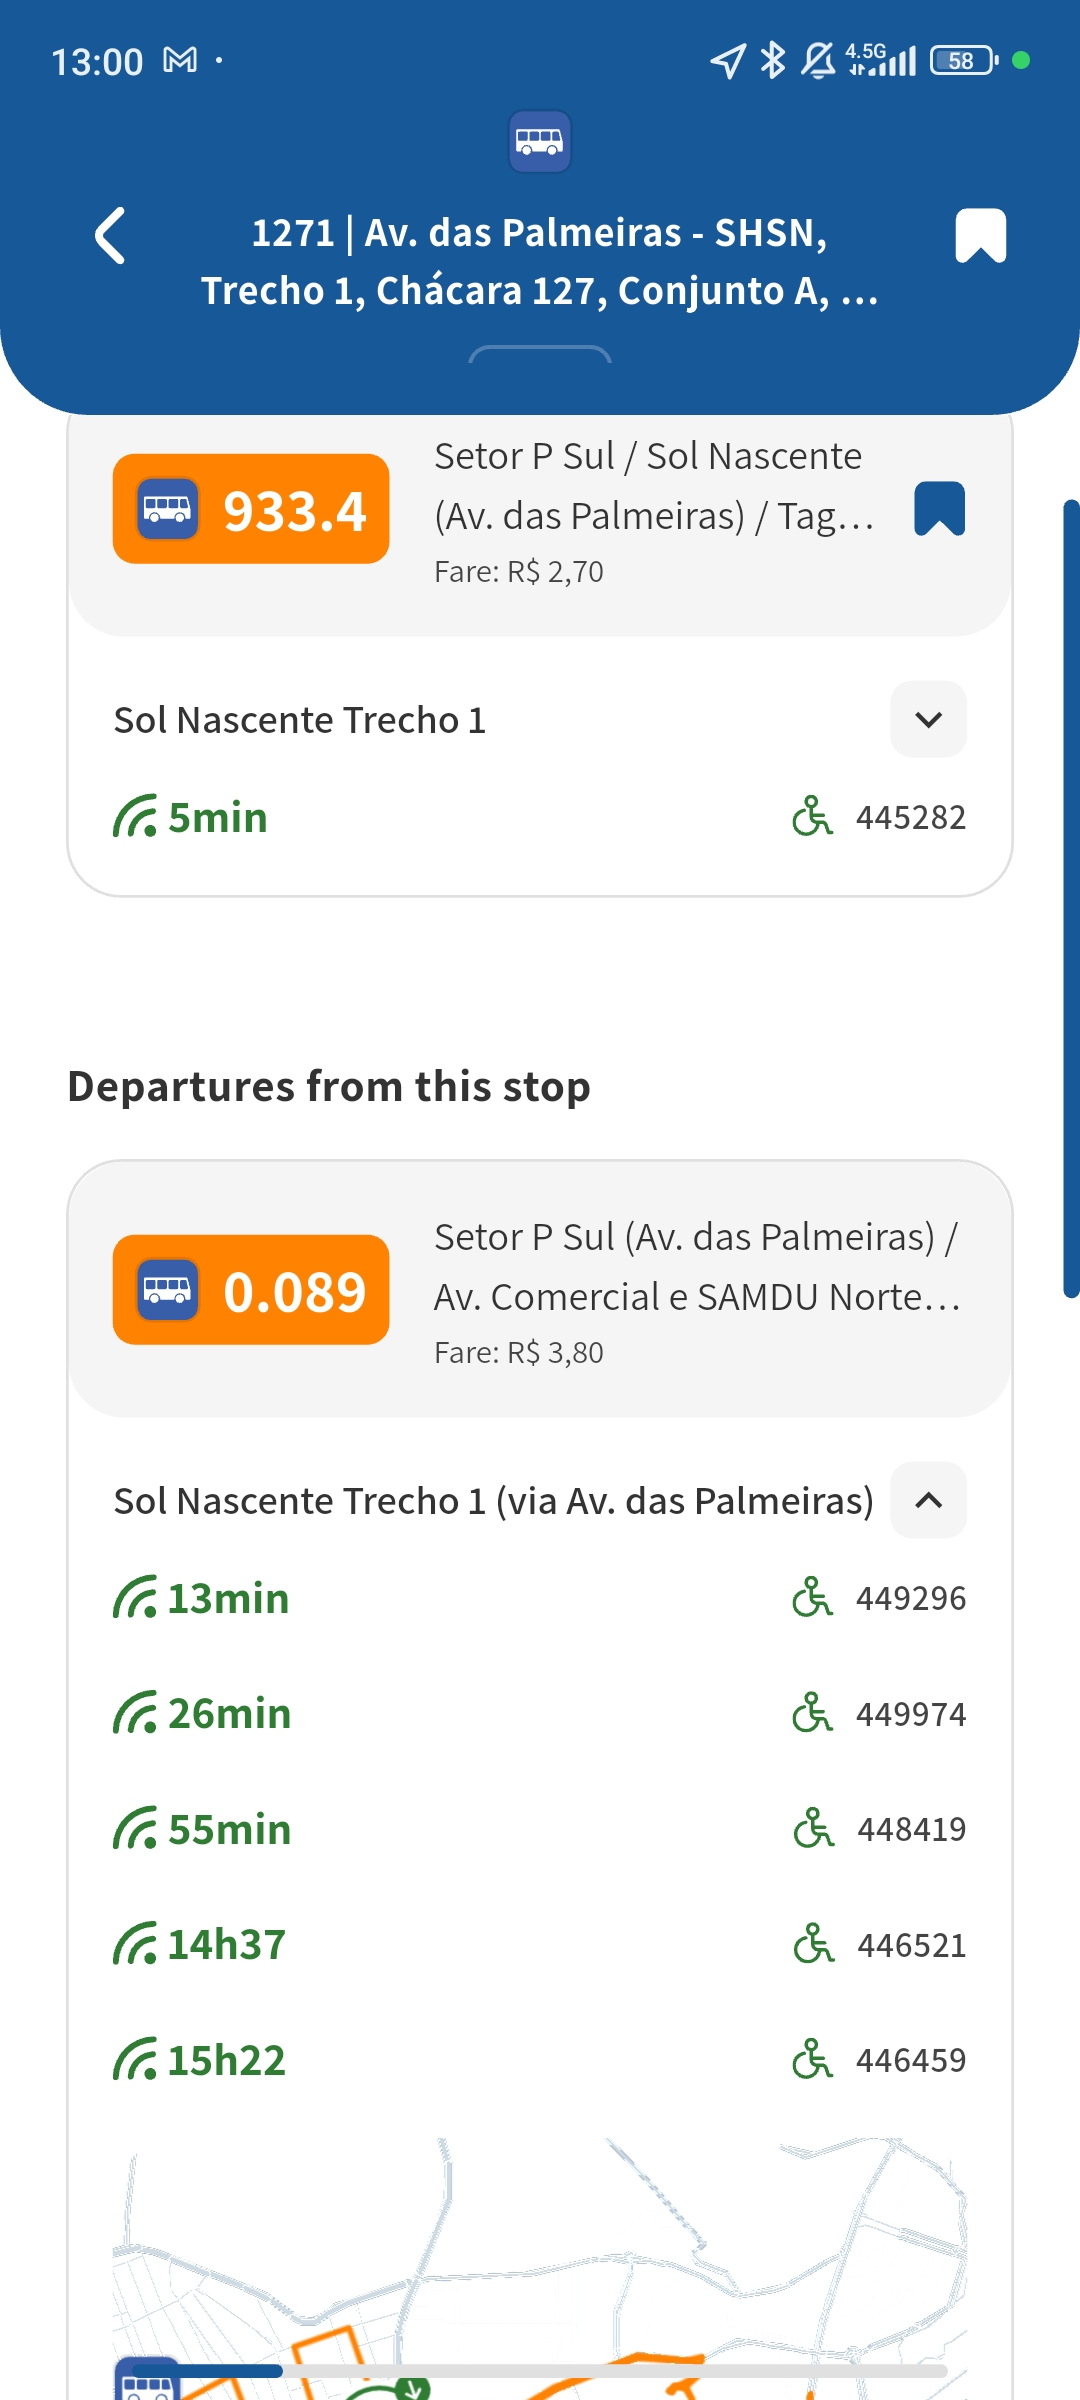 13:00
4.5G
58
1271 | Av. das Palmeiras - SHSN,
Trecho 1, Chácara 127, Conjunto A, ...
933.4
Setor P Sul / Sol Nascente
(Av. das Palmeiras) / Tag...
Fare: R$ 2,70
Sol Nascente Trecho 1
5min
445282
Departures from this stop
0.089
Setor P Sul (Av. das Palmeiras) /
Av. Comercial e SAMDU Norte...
Fare: R$ 3,80
Sol Nascente Trecho 1 (via Av. das Palmeiras)
13min
449296
26min
449974
55min
448419
14h37
446521
15h22
446459